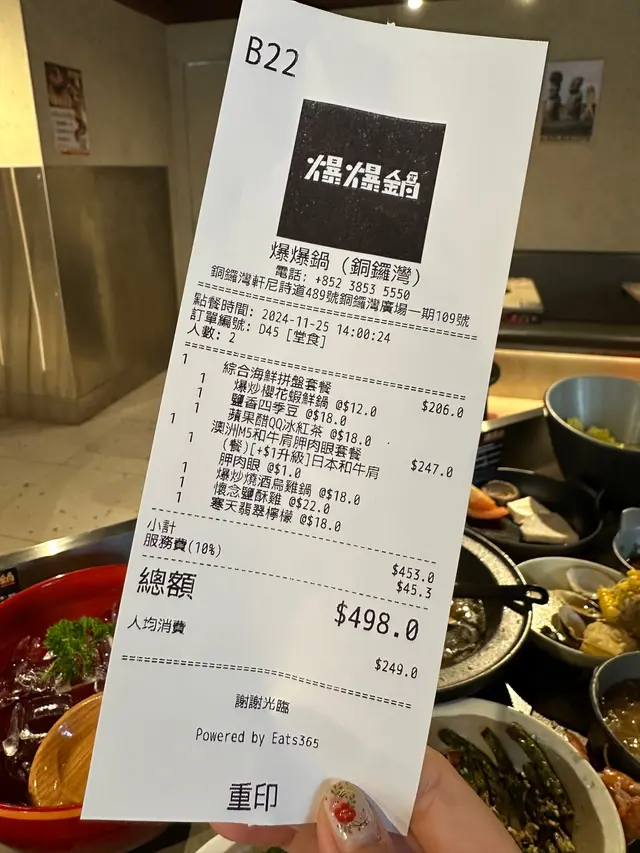 B22
爆爆鍋
爆爆鍋 (銅鑼灣)
電話: +852 3853 5550
銅鑼灣軒尼詩道489號銅鑼灣廣場一期109號
點餐時間: 2024-11-25 14:00:24
訂單編號: D45 [堂食]
人數: 2
1 綜合海鮮拼盤套餐 $206.0
1 爆炒櫻花蝦鮮鍋 @$12.0
1 鹽香四季豆 @$18.0
1 蘋果醋QQ冰紅茶 @$18.0
1 澳洲M5和牛肩胛肉眼套餐 $247.0
1 (餐)[+$1升級]日本和牛肩
胛肉眼 @$1.0
1 爆炒燒酒烏雞鍋 @$18.0
1 懷念鹽酥雞 @$22.0
1 寒天翡翠檸檬 @$18.0
小計 $453.0
服務費(10%) $45.3
總額 $498.0
人均消費 $249.0
謝謝光臨
Powered by Eats365
重印